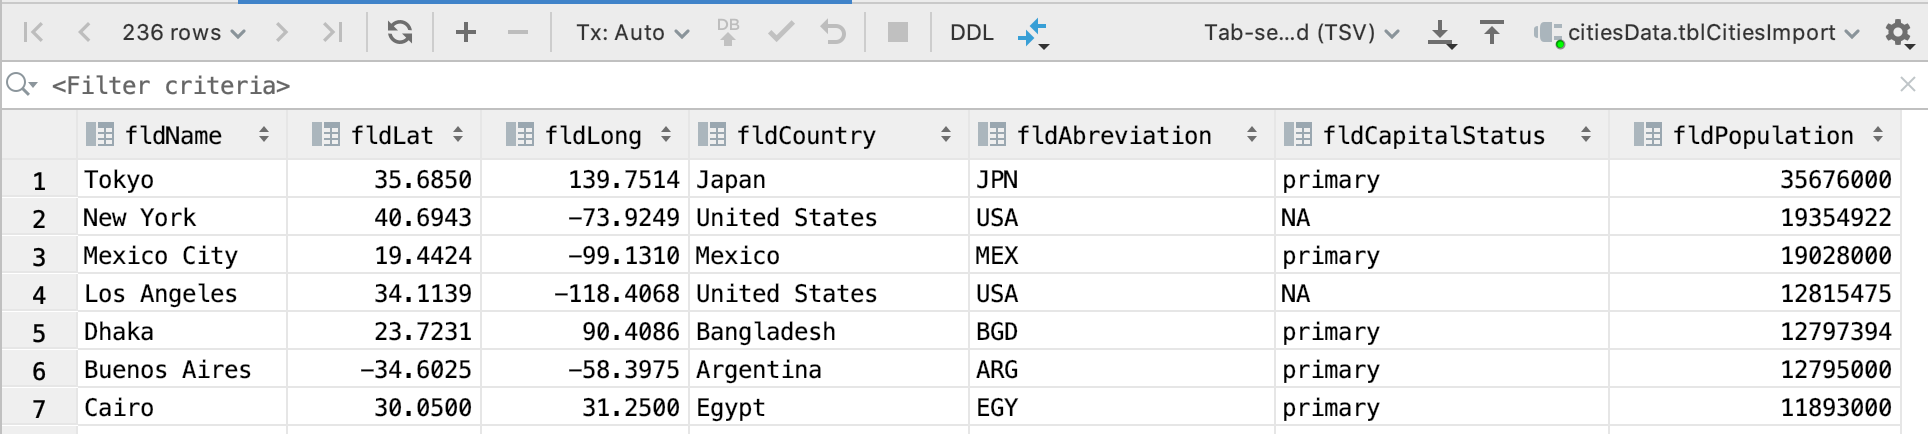 236 rows Tx: Auto DB DDL Tab-se...d (TSV) citiesData.tblCitiesImport
<Filter criteria>
fldName fldLat fldLong fldCountry fldAbreviation fldCapitalStatus fldPopulation
1 Tokyo 35.6850 139.7514 Japan JPN primary 35676000
2 New York 40.6943 -73.9249 United States USA NA 19354922
3 Mexico City 19.4424 -99.1310 Mexico MEX primary 19028000
4 Los Angeles 34.1139 -118.4068 United States USA NA 12815475
5 Dhaka 23.7231 90.4086 Bangladesh BGD primary 12797394
6 Buenos Aires -34.6025 -58.3975 Argentina ARG primary 12795000
7 Cairo 30.0500 31.2500 Egypt EGY primary 11893000